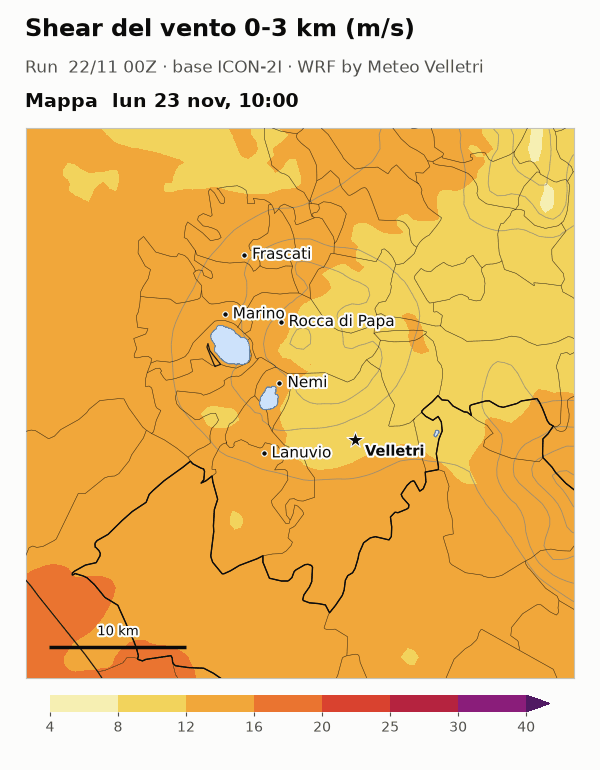 Shear del vento 0-3 km (m/s)
Run  22/11 00Z · base ICON-2I · WRF by Meteo Velletri
Mappa  lun 23 nov, 10:00
Frascati
Marino
Rocca di Papa
Nemi
Velletri
Lanuvio
10 km
4 8 12 16 20 25 30 40